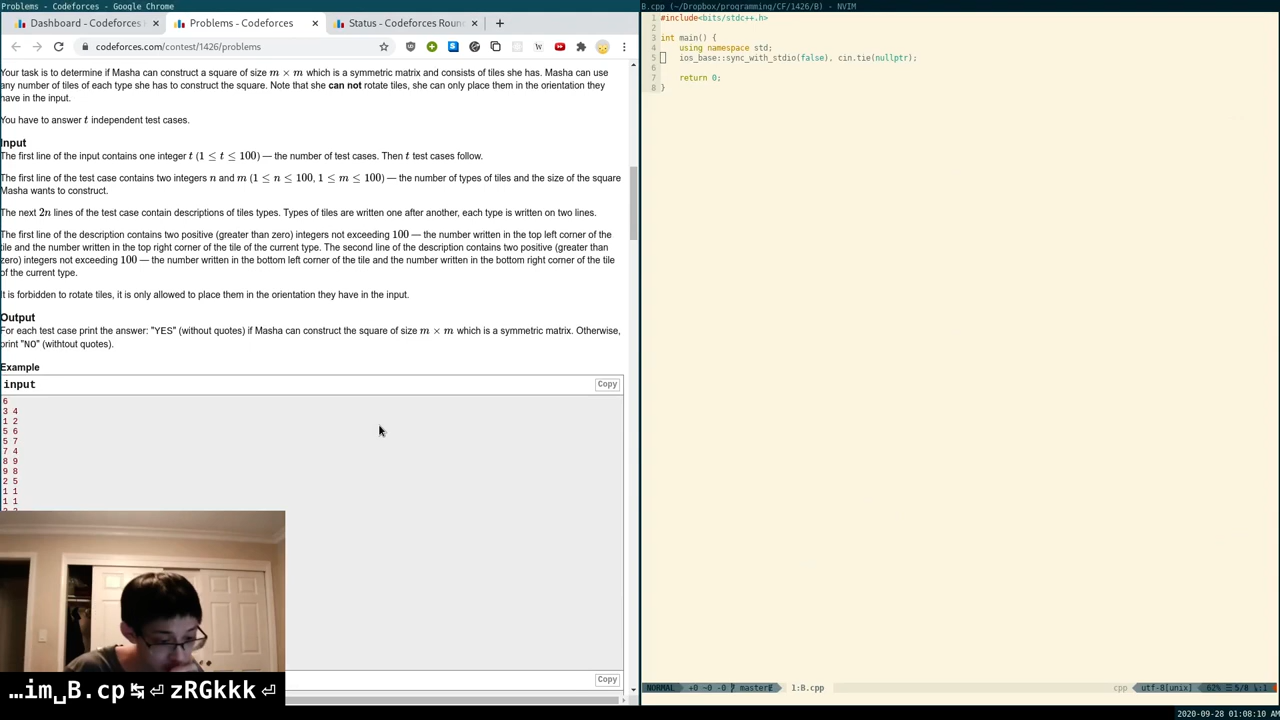 Problems - Codeforces - Google Chrome
Dashboard - Codeforces
Problems - Codeforces
Status - Codeforces Roun
codeforces.com/contest/1426/problems
Your task is to determine if Masha can construct a square of size m × m which is a symmetric matrix and consists of tiles she has. Masha can use
any number of tiles of each type she has to construct the square. Note that she can not rotate tiles, she can only place them in the orientation they
have in the input.
You have to answer t independent test cases.
Input
The first line of the input contains one integer t (1 ≤ t ≤ 100) — the number of test cases. Then t test cases follow.
The first line of the test case contains two integers n and m (1 ≤ n ≤ 100, 1 ≤ m ≤ 100) — the number of types of tiles and the size of the square
Masha wants to construct.
The next 2n lines of the test case contain descriptions of tiles types. Types of tiles are written one after another, each type is written on two lines.
The first line of the description contains two positive (greater than zero) integers not exceeding 100 — the number written in the top left corner of the
tile and the number written in the top right corner of the tile of the current type. The second line of the description contains two positive (greater than
zero) integers not exceeding 100 — the number written in the bottom left corner of the tile and the number written in the bottom right corner of the tile
of the current type.
It is forbidden to rotate tiles, it is only allowed to place them in the orientation they have in the input.
Output
For each test case print the answer: "YES" (without quotes) if Masha can construct the square of size m × m which is a symmetric matrix. Otherwise,
print "NO" (withtout quotes).
Example
input
Copy
6
3 4
1 2
5 6
5 7
7 4
8 9
9 8
2 5
1 1
1 1
Copy
…im␣B.cp↹⏎ zRGkkk⏎
B.cpp (~/Dropbox/programming/CF/1426/B) - NVIM
1 #include<bits/stdc++.h>
2
3 int main() {
4 using namespace std;
5 ios_base::sync_with_stdio(false), cin.tie(nullptr);
6
7 return 0;
8 }
NORMAL +0 ~0 -0 master 1:B.cpp cpp utf-8[unix] 62% ☰ 5/8 :1
2020-09-28 01:08:10 AM